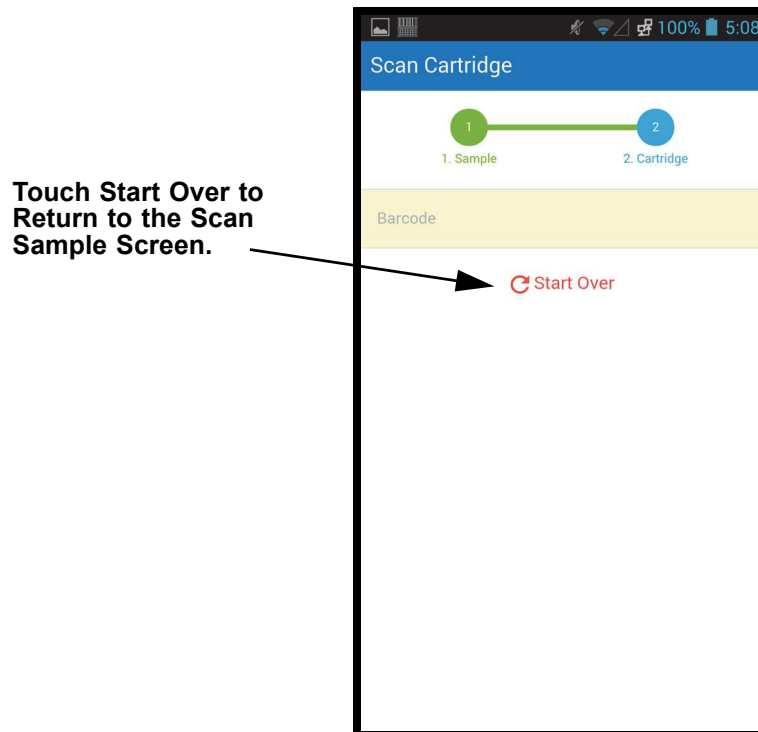 100% 5:08
Scan Cartridge
1 2
1. Sample 2. Cartridge
Touch Start Over to
Return to the Scan
Sample Screen.
Barcode
Start Over